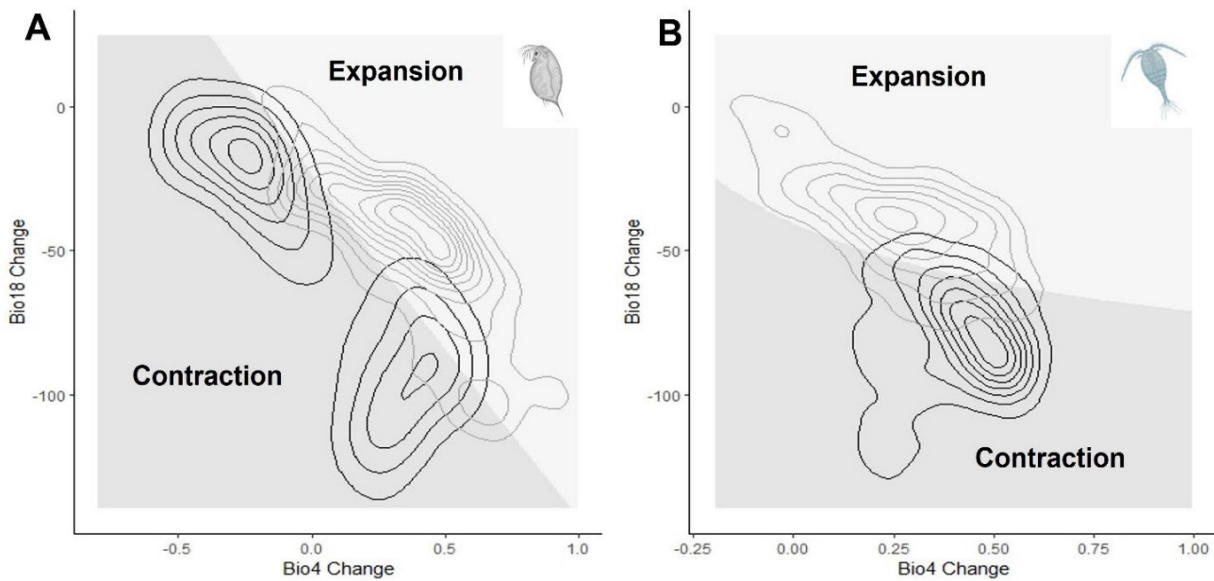 A
Expansion
Contraction
0
-50
-100
Bio18 Change
-0.5
0.0
0.5
1.0
Bio4 Change
B
Expansion
Contraction
0
-50
-100
Bio18 Change
-0.25
0.00
0.25
0.50
0.75
1.00
Bio4 Change